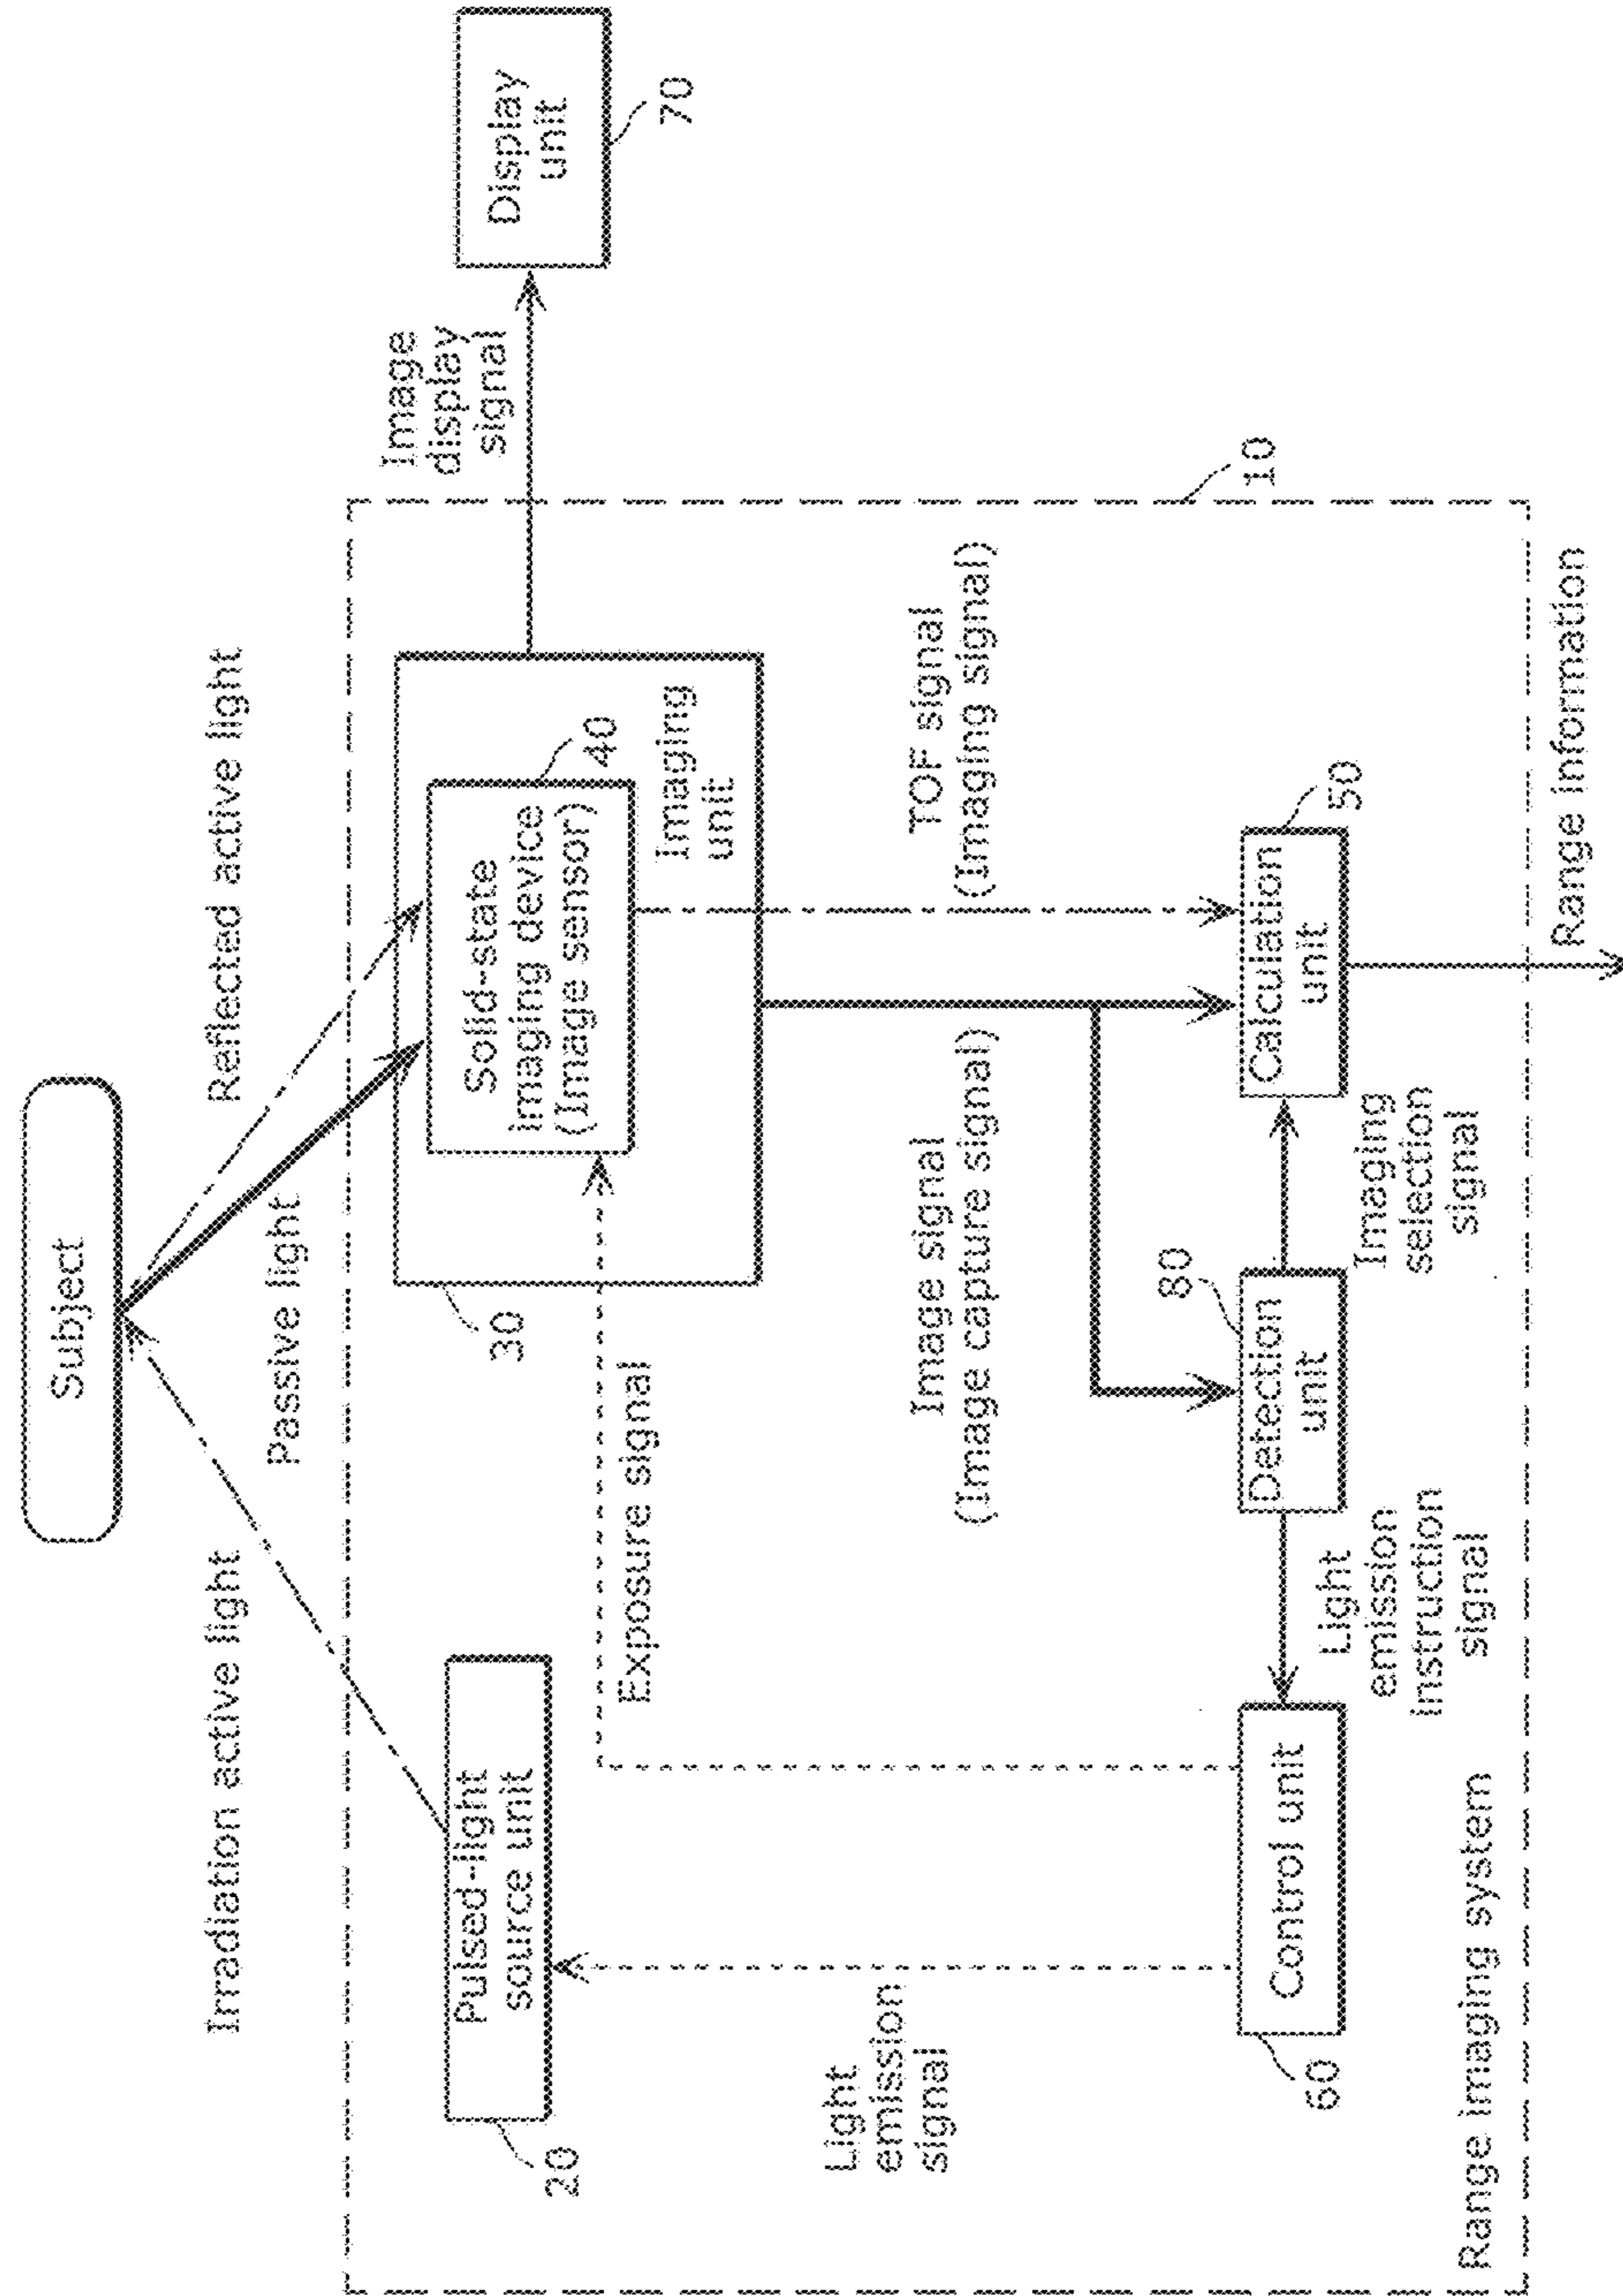 Subject
Irradiation active light
Reflected active light
Passive light
Pulsed-light
source unit
20
30
Solid-state
imaging device
(Image sensor)
40
Imaging
unit
Image
display
signal
Display
unit
70
Exposure signal
Light
emission
signal
Image signal
(Image capture signal)
TOF signal
(Imaging signal)
10
Control unit
60
Light
emission
instruction
signal
Detection
unit
80
Imaging
selection
signal
Calculation
unit
50
Range imaging system
Range information